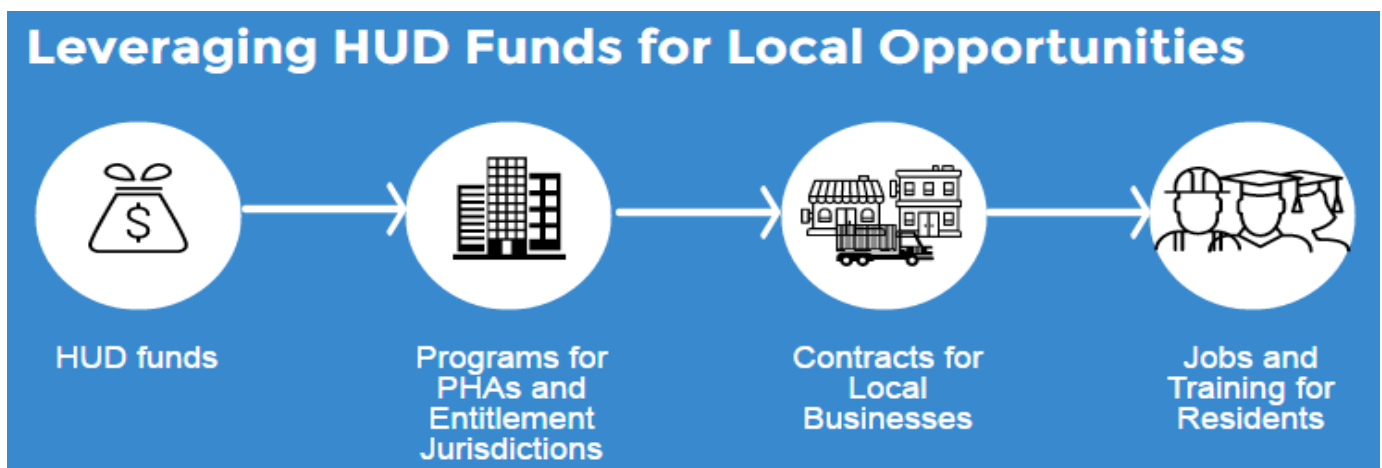 Leveraging HUD Funds for Local Opportunities
$
HUD funds
Programs for
PHAs and
Entitlement
Jurisdictions
Contracts for
Local
Businesses
Jobs and
Training for
Residents